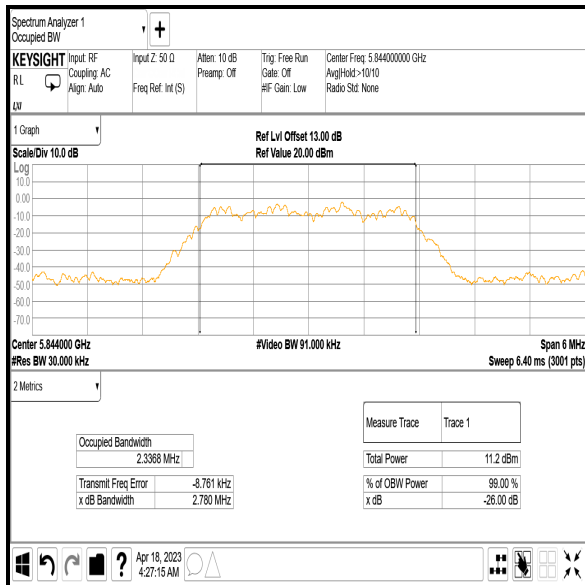 Spectrum Analyzer 1
Occupied BW
KEYSIGHT
R L
LXI
Input: RF
Coupling: AC
Align: Auto
Input Z: 50 Ω
Freq Ref: Int (S)
Atten: 10 dB
Preamp: Off
Trig: Free Run
Gate: Off
#IF Gain: Low
Center Freq: 5.844000000 GHz
Avg|Hold:>10/10
Radio Std: None
1 Graph
Scale/Div 10.0 dB
Ref Lvl Offset 13.00 dB
Ref Value 20.00 dBm
Log
10.0
0.00
-10.0
-20.0
-30.0
-40.0
-50.0
-60.0
-70.0
Center 5.844000 GHz
#Video BW 91.000 kHz
Span 6 MHz
#Res BW 30.000 kHz
Sweep 6.40 ms (3001 pts)
2 Metrics
Occupied Bandwidth
2.3368 MHz
Transmit Freq Error -8.761 kHz
x dB Bandwidth 2.780 MHz
Measure Trace Trace 1
Total Power 11.2 dBm
% of OBW Power 99.00 %
x dB -26.00 dB
?
Apr 18, 2023
4:27:15 AM